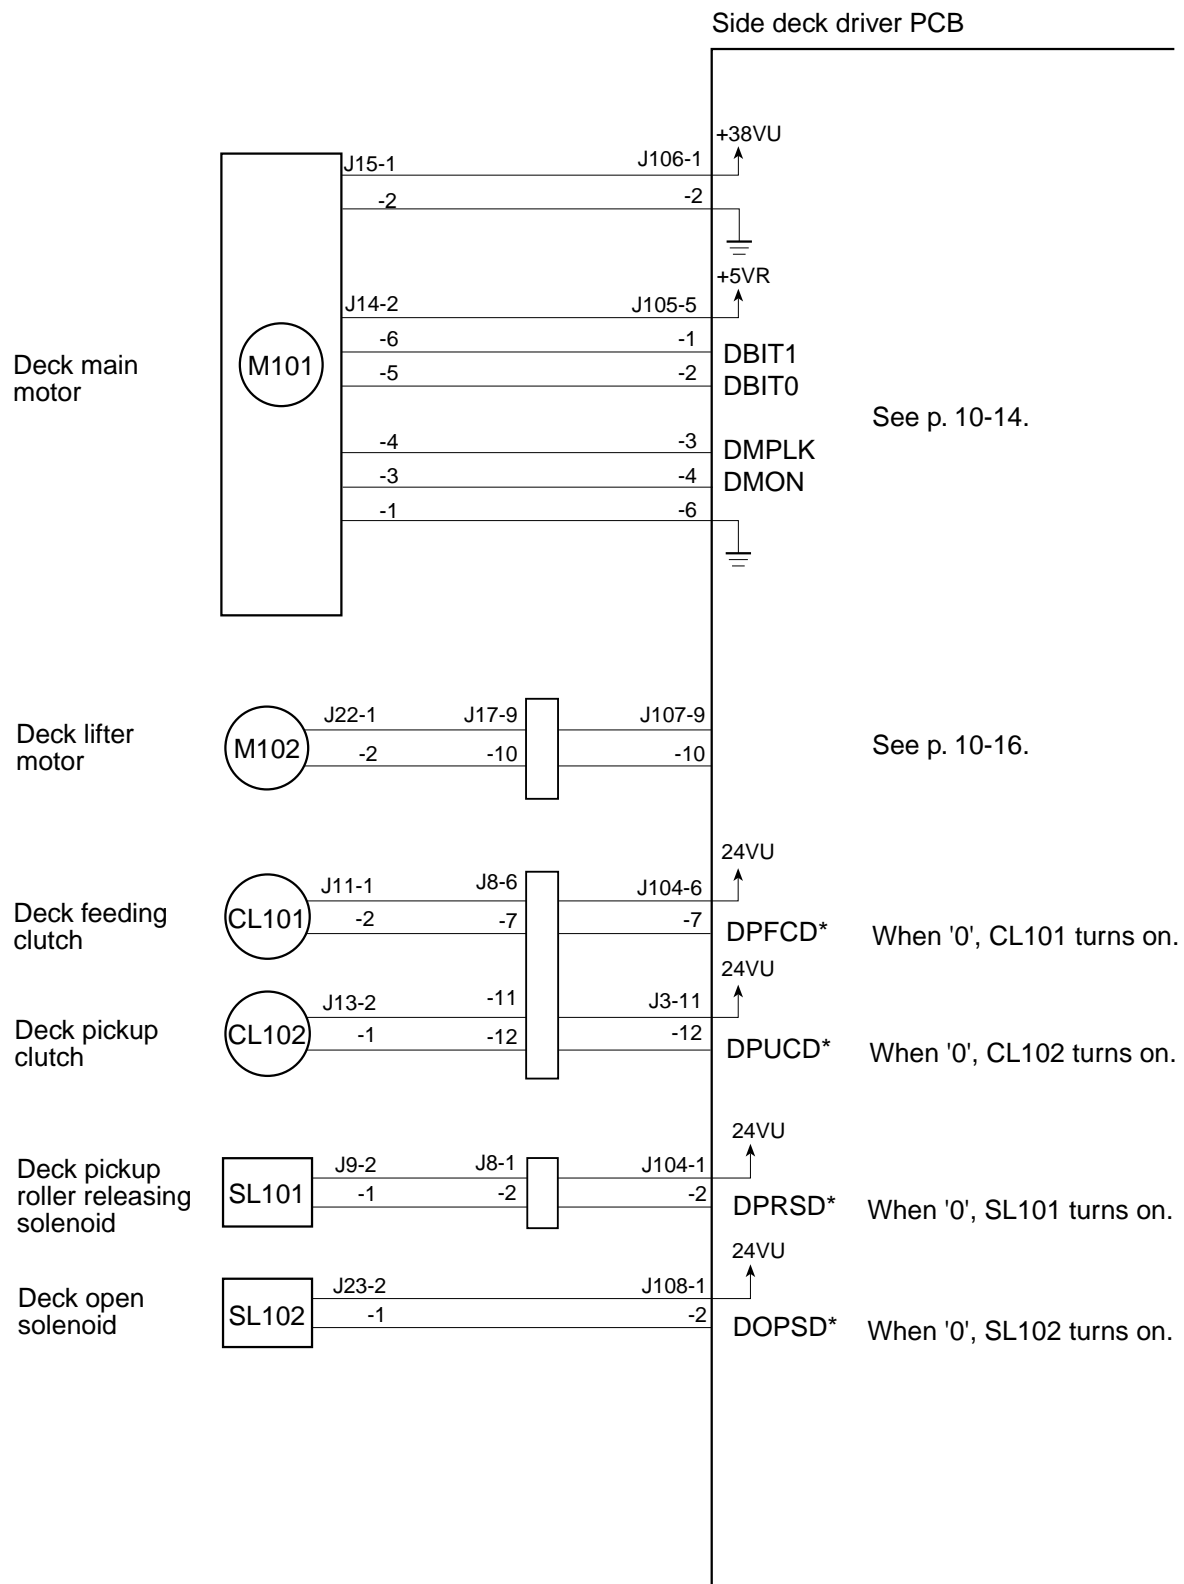 Side deck driver PCB
+38VU
J15-1 J106-1
-2 -2
+5VR
J14-2 J105-5
-6 -1 DBIT1
-5 -2 DBIT0
Deck main
motor
M101
See p. 10-14.
-4 -3 DMPLK
-3 -4 DMON
-1 -6
Deck lifter
motor
M102
J22-1 J17-9 J107-9
-2 -10 -10
See p. 10-16.
24VU
Deck feeding
clutch
CL101
J11-1 J8-6 J104-6
-2 -7 -7
DPFCD* When '0', CL101 turns on.
24VU
Deck pickup
clutch
CL102
J13-2 -11 J3-11
-1 -12 -12
DPUCD* When '0', CL102 turns on.
24VU
Deck pickup
roller releasing
solenoid
SL101
J9-2 J8-1 J104-1
-1 -2 -2
DPRSD* When '0', SL101 turns on.
24VU
Deck open
solenoid
SL102
J23-2 J108-1
-1 -2
DOPSD* When '0', SL102 turns on.